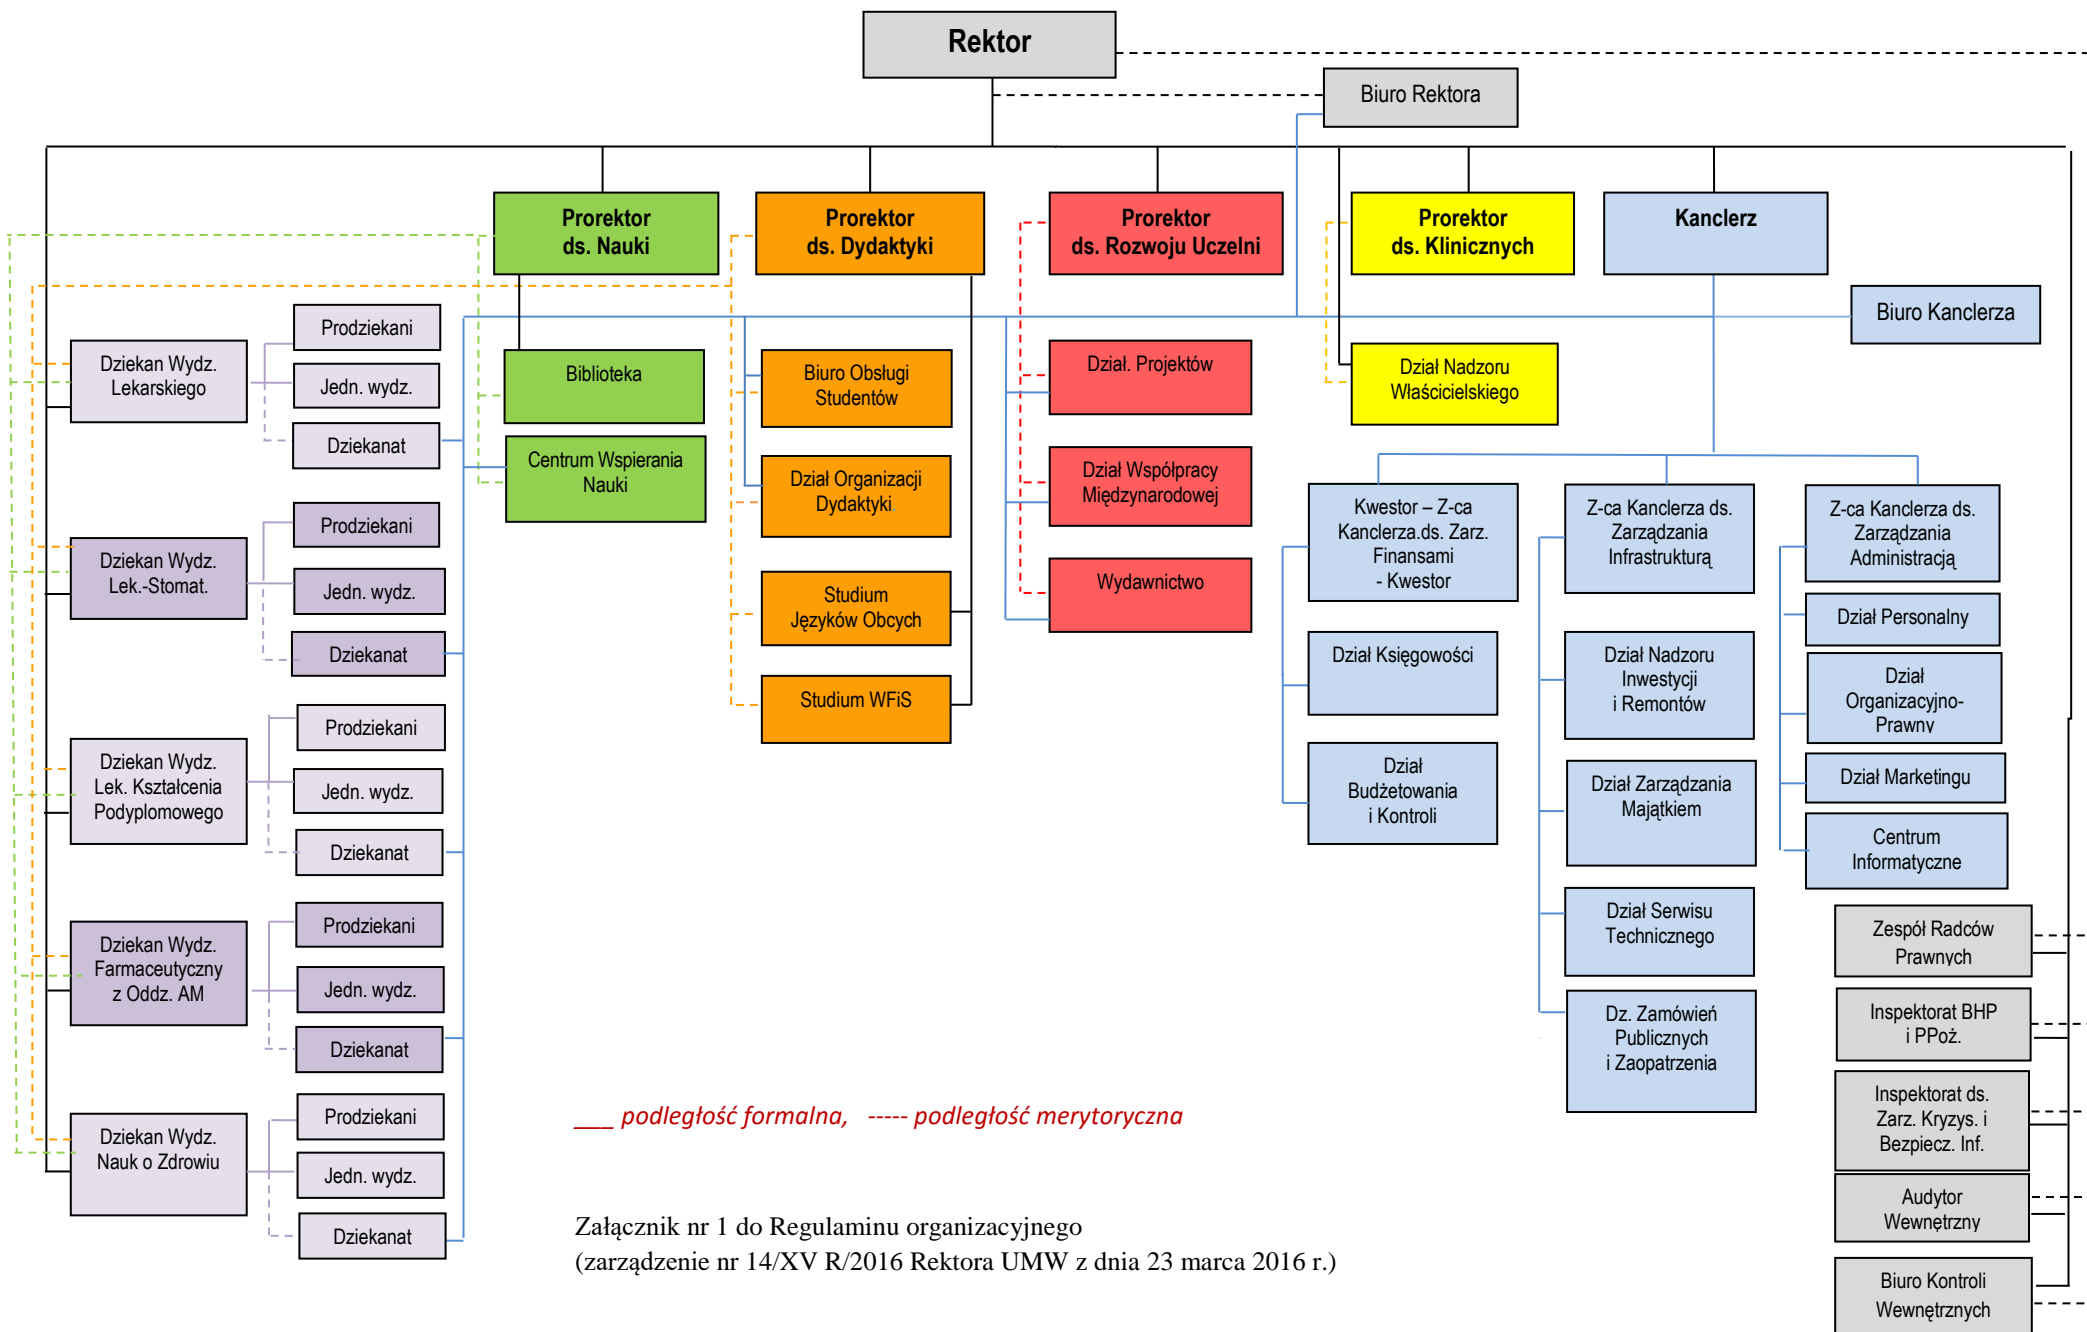 Rektor
Biuro Rektora
Prorektor
ds. Nauki
Prorektor
ds. Dydaktyki
Prorektor
ds. Rozwoju Uczelni
Prorektor
ds. Klinicznych
Kanclerz
Biuro Kanclerza
Dziekan Wydz.
Lekarskiego
Prodziekani
Jedn. wydz.
Dziekanat
Dziekan Wydz.
Lek.-Stomat.
Prodziekani
Jedn. wydz.
Dziekanat
Dziekan Wydz.
Lek. Kształcenia
Podyplomowego
Prodziekani
Jedn. wydz.
Dziekanat
Dziekan Wydz.
Farmaceutyczny
z Oddz. AM
Prodziekani
Jedn. wydz.
Dziekanat
Dziekan Wydz.
Nauk o Zdrowiu
Prodziekani
Jedn. wydz.
Dziekanat
Biblioteka
Centrum Wspierania
Nauki
Biuro Obsługi
Studentów
Dział Organizacji
Dydaktyki.
Studium
Języków Obcych
Studium WFiS
Dział. Projektów
Dział Współpracy
Międzynarodowej
Wydawnictwo
Dział Nadzoru
Właścicielskiego
Kwestor – Z-ca
Kanclerza.ds. Zarz.
Finansami
- Kwestor
Dział Księgowości
Dział
Budżetowania
i Kontroli
Z-ca Kanclerza ds.
Zarządzania
Infrastrukturą
Dział Nadzoru
Inwestycji
i Remontów
Dział Zarządzania
Majątkiem
Dział Serwisu
Technicznego
Dz. Zamówień
Publicznych
i Zaopatrzenia
Z-ca Kanclerza ds.
Zarządzania
Administracją
Dział Personalny
Dział
Organizacyjno-
Prawny
Dział Marketingu
Centrum
Informatyczne
Zespół Radców
Prawnych
Inspektorat BHP
i PPoż.
Inspektorat ds.
Zarz. Kryzys. i
Bezpiecz. Inf.
Audytor
Wewnętrzny
Biuro Kontroli
Wewnętrznych
___ podległość formalna, ----- podległość merytoryczna
Załącznik nr 1 do Regulaminu organizacyjnego
(zarządzenie nr 14/XV R/2016 Rektora UMW z dnia 23 marca 2016 r.)